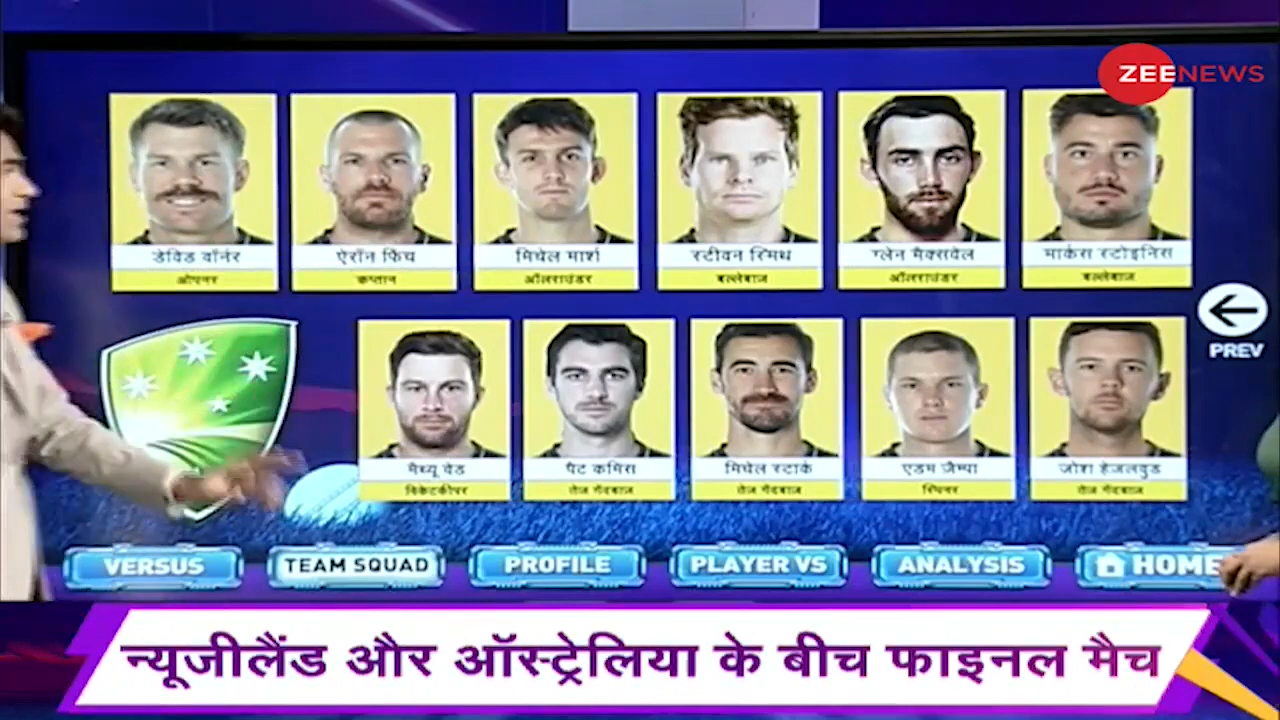 ZEENEWS
डेविड वॉर्नर
ओपनर
ऐरॉन फिंच
कप्तान
मिचेल मार्श
ऑलराउंडर
स्टीवन स्मिथ
बल्लेबाज
ग्लेन मैक्सवेल
ऑलराउंडर
मार्कस स्टोइनिस
बल्लेबाज
PREV
मैथ्यू वेड
विकेटकीपर
पैट कमिंस
तेज गेंदबाज
मिचेल स्टार्क
तेज गेंदबाज
एडम जैम्पा
स्पिनर
जोश हेजलवुड
तेज गेंदबाज
VERSUS TEAM SQUAD PROFILE PLAYER VS ANALYSIS HOME
न्यूजीलैंड और ऑस्ट्रेलिया के बीच फाइनल मैच